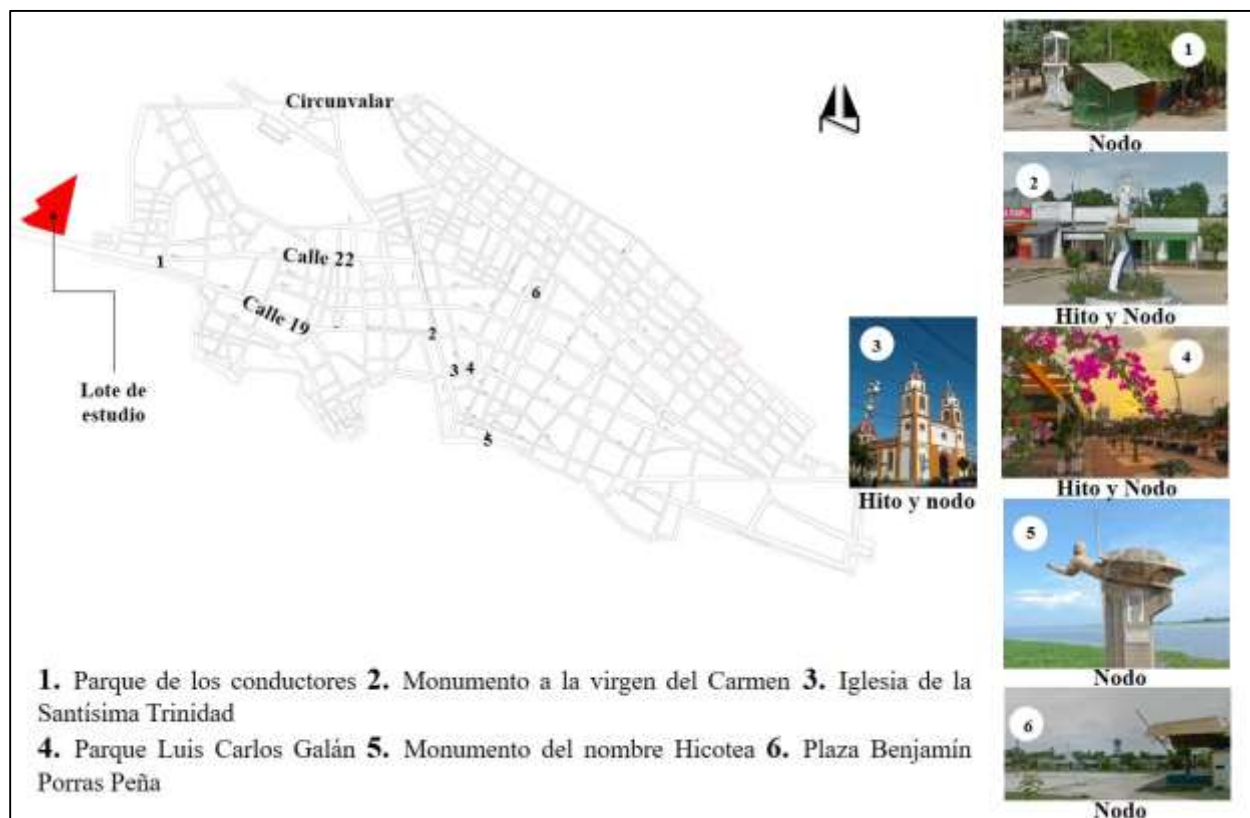 Circunvalar
Calle 22
Calle 19
1
2
3 4
5
6
Lote de
estudio
1
Nodo
2
Hito y Nodo
3
Hito y nodo
4
Hito y Nodo
5
Nodo
6
Nodo
1. Parque de los conductores 2. Monumento a la virgen del Carmen 3. Iglesia de la
Santísima Trinidad
4. Parque Luis Carlos Galán 5. Monumento del nombre Hicotea 6. Plaza Benjamín
Porras Peña